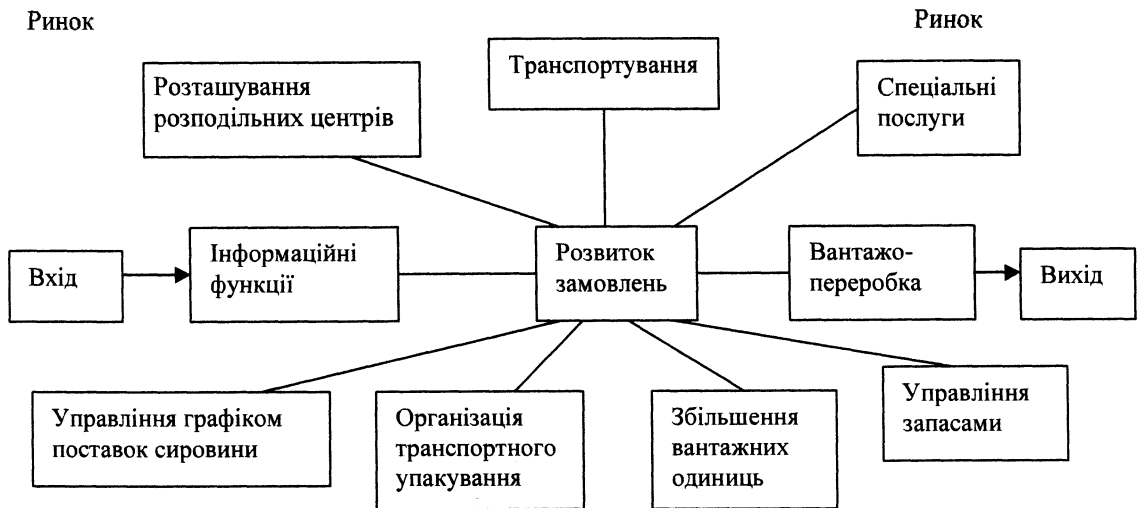 Ринок
Ринок
Розташування
розподільних центрів
Транспортування
Спеціальні
послуги
Вхід
Інформаційні
функції
Розвиток
замовлень
Вантажо-
переробка
Вихід
Управління графіком
поставок сировини
Організація
транспортного
упакування
Збільшення
вантажних
одиниць
Управління
запасами